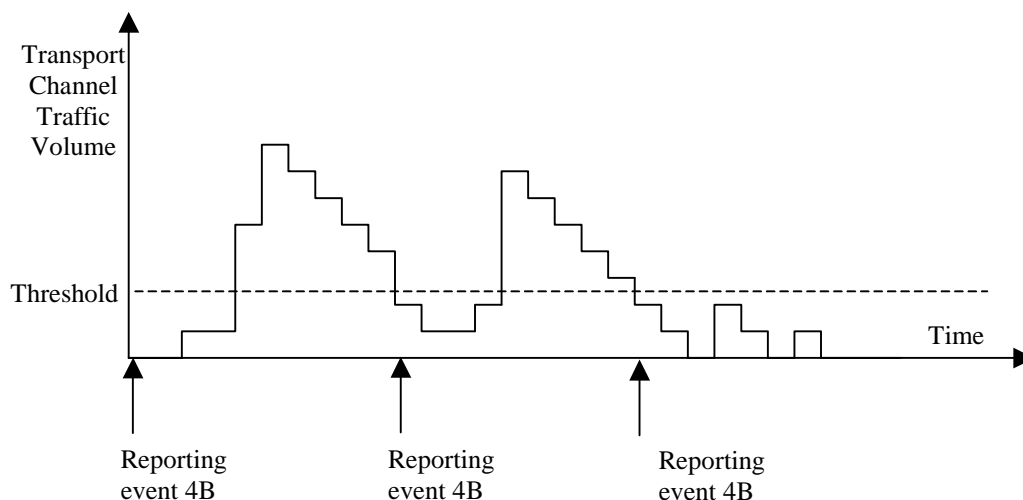 Transport
Channel
Traffic
Volume
Threshold
Time
Reporting
event 4B
Reporting
event 4B
Reporting
event 4B